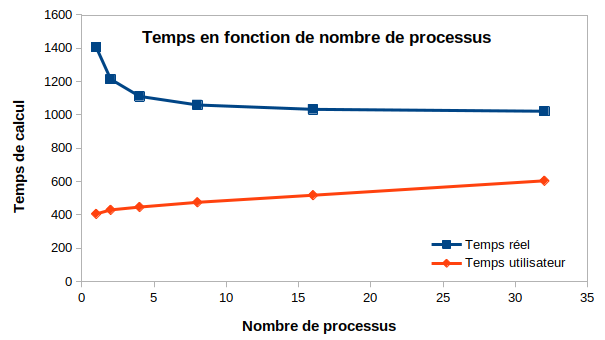 Temps en fonction de nombre de processus
1600
1400
1200
1000
800
600
400
200
0
Temps de calcul
Temps réel
Temps utilisateur
0 5 10 15 20 25 30 35
Nombre de processus